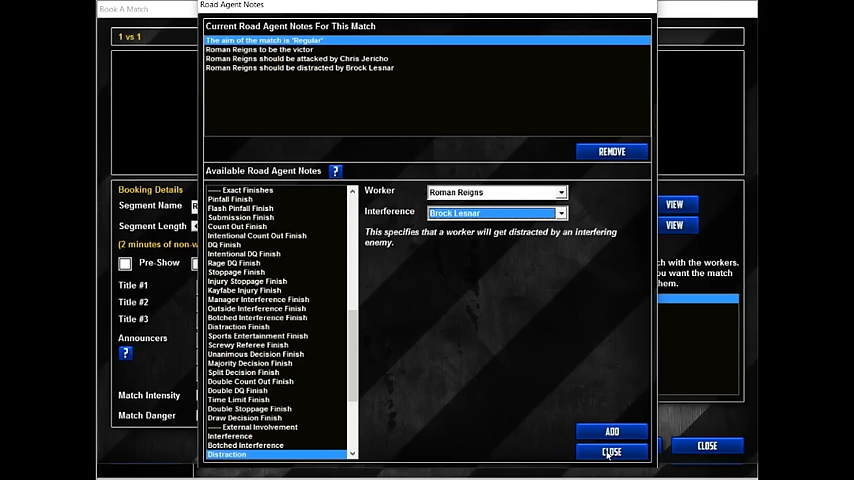 Book A Match
Road Agent Notes
1 vs 1
Current Road Agent Notes For This Match
The aim of the match is "Regular"
Roman Reigns to be the victor
Roman Reigns should be attacked by Chris Jericho
Roman Reigns should be distracted by Brock Lesnar
REMOVE
Available Road Agent Notes ?
----- Exact Finishes
Pinfall Finish
Flash Pinfall Finish
Submission Finish
Count Out Finish
Intentional Count Out Finish
DQ Finish
Intentional DQ Finish
Rage DQ Finish
Stoppage Finish
Injury Stoppage Finish
Kayfabe Injury Finish
Manager Interference Finish
Outside Interference Finish
Botched Interference Finish
Distraction Finish
Sports Entertainment Finish
Screwy Referee Finish
Unanimous Decision Finish
Majority Decision Finish
Split Decision Finish
Double Count Out Finish
Double DQ Finish
Time Limit Finish
Double Stoppage Finish
Draw Decision Finish
----- External Involvement
Interference
Botched Interference
Distraction
Worker Roman Reigns
Interference Brock Lesnar
This specifies that a worker will get distracted by an interfering
enemy.
ADD
CLOSE
Booking Details
Segment Name R
Segment Length
(2 minutes of non-w
Pre-Show
Title #1
Title #2
Title #3
Announcers
?
Match Intensity
Match Danger
VIEW
VIEW
ch with the workers.
ou want the match
hem.
CLOSE